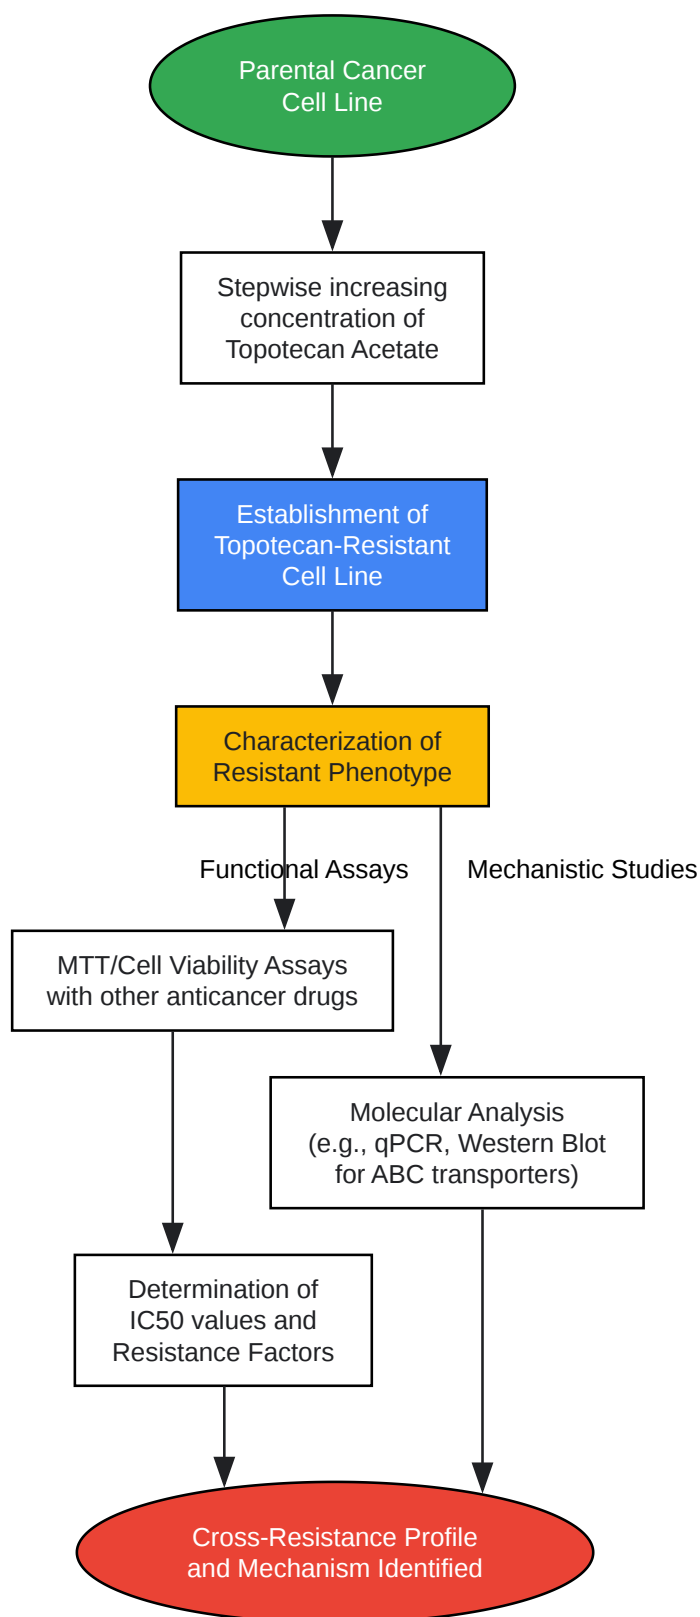 Parental Cancer
Cell Line
Stepwise increasing
concentration of
Topotecan Acetate
Establishment of
Topotecan-Resistant
Cell Line
Characterization of
Resistant Phenotype
Functional Assays
Mechanistic Studies
MTT/Cell Viability Assays
with other anticancer drugs
Molecular Analysis
(e.g., qPCR, Western Blot
for ABC transporters)
Determination of
IC50 values and
Resistance Factors
Cross-Resistance Profile
and Mechanism Identified